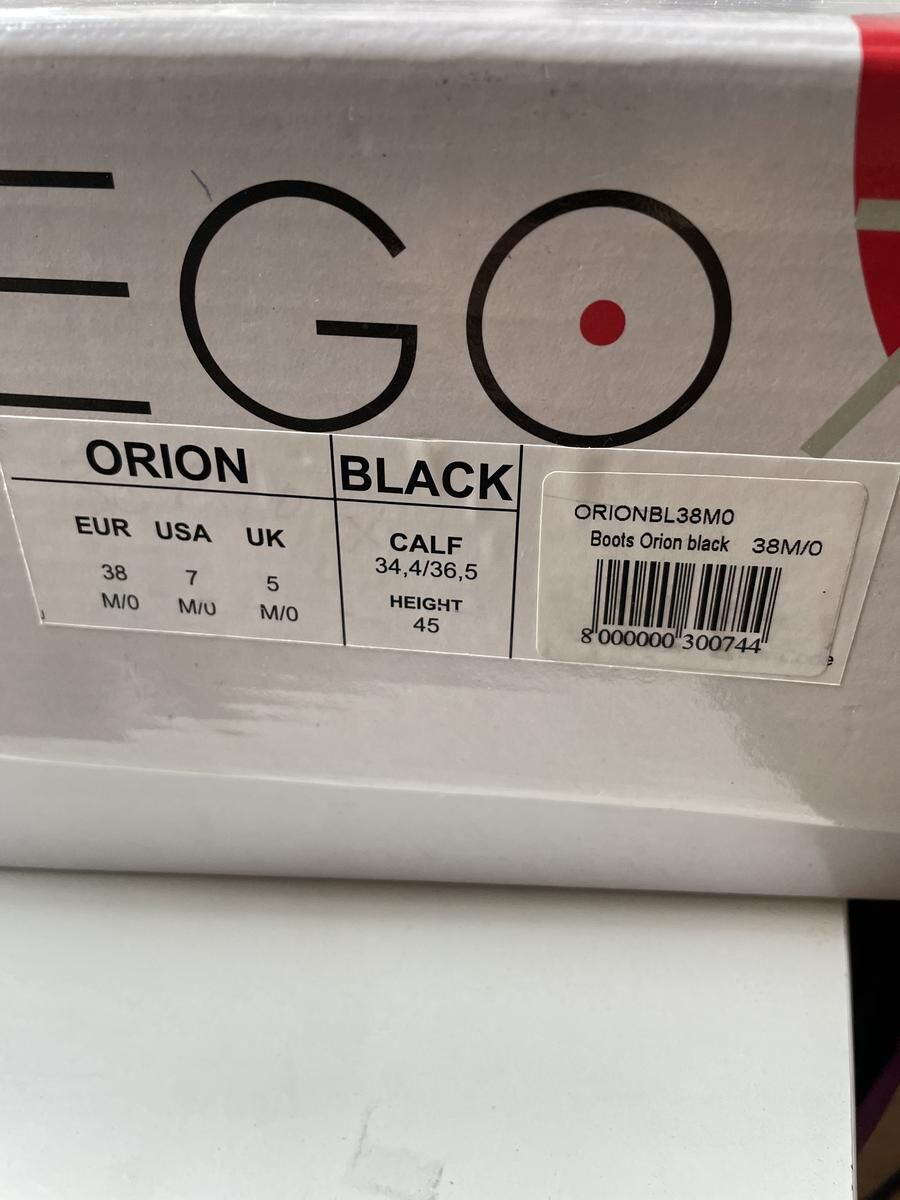 EGO
ORION
BLACK
EUR USA UK
38 7 5
M/0 M/0 M/0
CALF
34,4/36,5
HEIGHT
45
ORIONBL38M0
Boots Orion black 38M/0
8 000000 300744